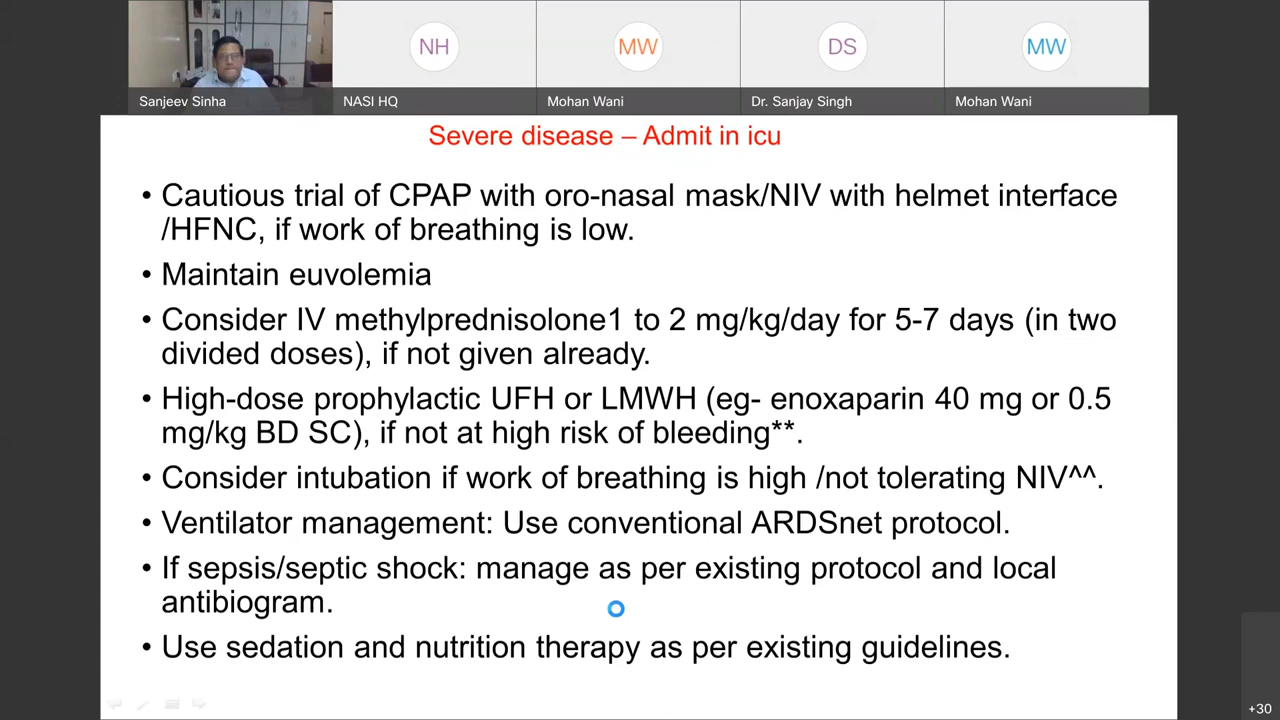 NH
MW
DS
MW
Sanjeev Sinha
NASI HQ
Mohan Wani
Dr. Sanjay Singh
Mohan Wani
Severe disease – Admit in icu
• Cautious trial of CPAP with oro-nasal mask/NIV with helmet interface
/HFNC, if work of breathing is low.
• Maintain euvolemia
• Consider IV methylprednisolone1 to 2 mg/kg/day for 5-7 days (in two
divided doses), if not given already.
• High-dose prophylactic UFH or LMWH (eg- enoxaparin 40 mg or 0.5
mg/kg BD SC), if not at high risk of bleeding**.
• Consider intubation if work of breathing is high /not tolerating NIV^^.
• Ventilator management: Use conventional ARDSnet protocol.
• If sepsis/septic shock: manage as per existing protocol and local
antibiogram.
• Use sedation and nutrition therapy as per existing guidelines.
+30